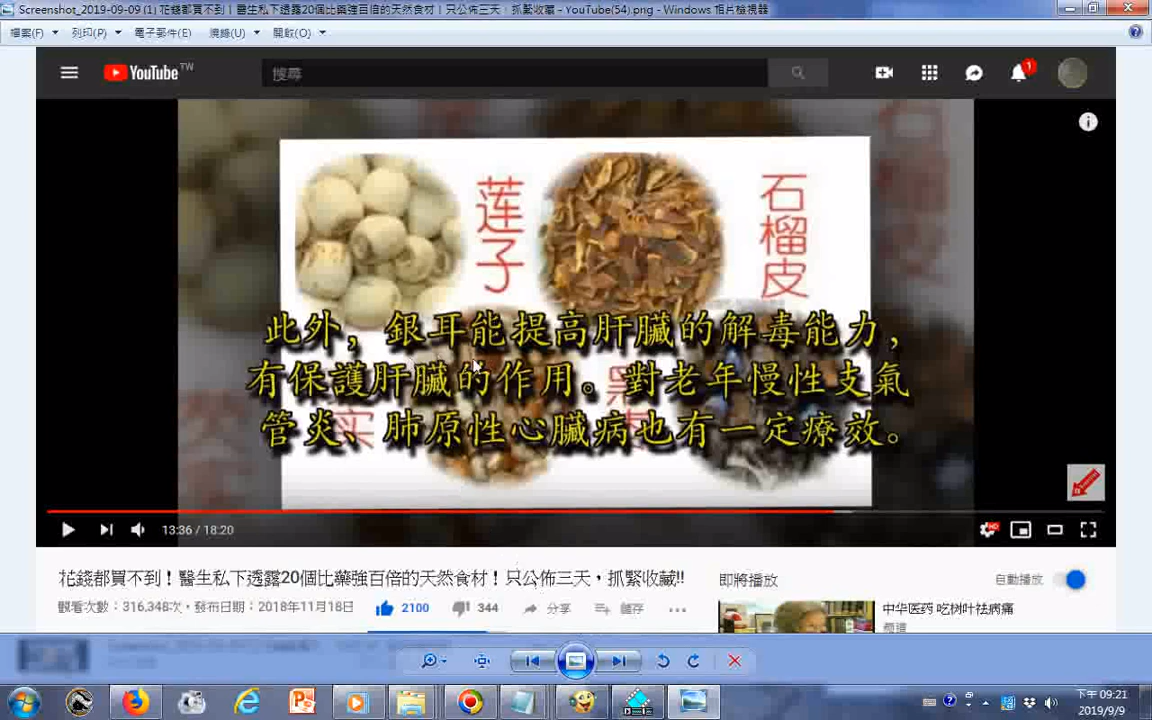 Screenshot_2019-09-09 (1) 花錢都買不到！醫生私下透露20個比藥強百倍的天然食材！只公佈三天，抓緊收藏 - YouTube(54).png - Windows 相片檢視器
檔案(F) 列印(P) 電子郵件(E) 燒錄(U) 開啟(O)
YouTube TW
搜尋
1
莲子
石榴皮
此外，銀耳能提高肝臟的解毒能力，
有保護肝臟的作用。對老年慢性支氣
管炎、肺原性心臟病也有一定療效。
实
黑
13:36 / 18:20
HD
花錢都買不到！醫生私下透露20個比藥強百倍的天然食材！只公佈三天，抓緊收藏!!
即將播放
自動播放
觀看次數：316,348次，發布日期：2018年11月18日
2100
344
分享
儲存
中华医药 吃树叶祛病痛
下午 09:21
2019/9/9